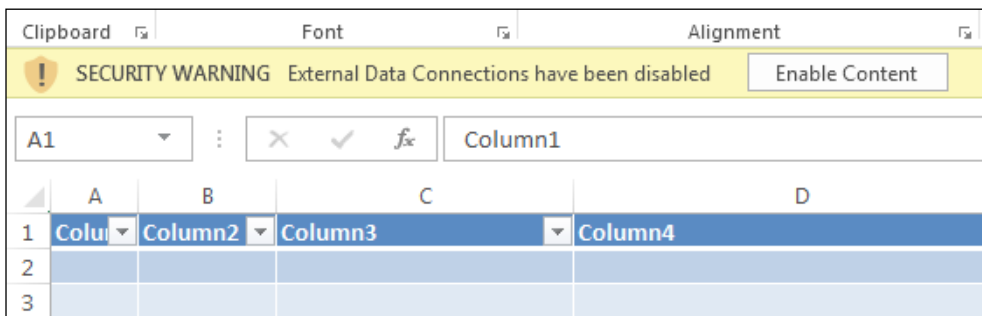 Clipboard Font Alignment
! SECURITY WARNING External Data Connections have been disabled Enable Content
A1 fx Column1
A B C D
1 Colu Column2 Column3 Column4
2
3